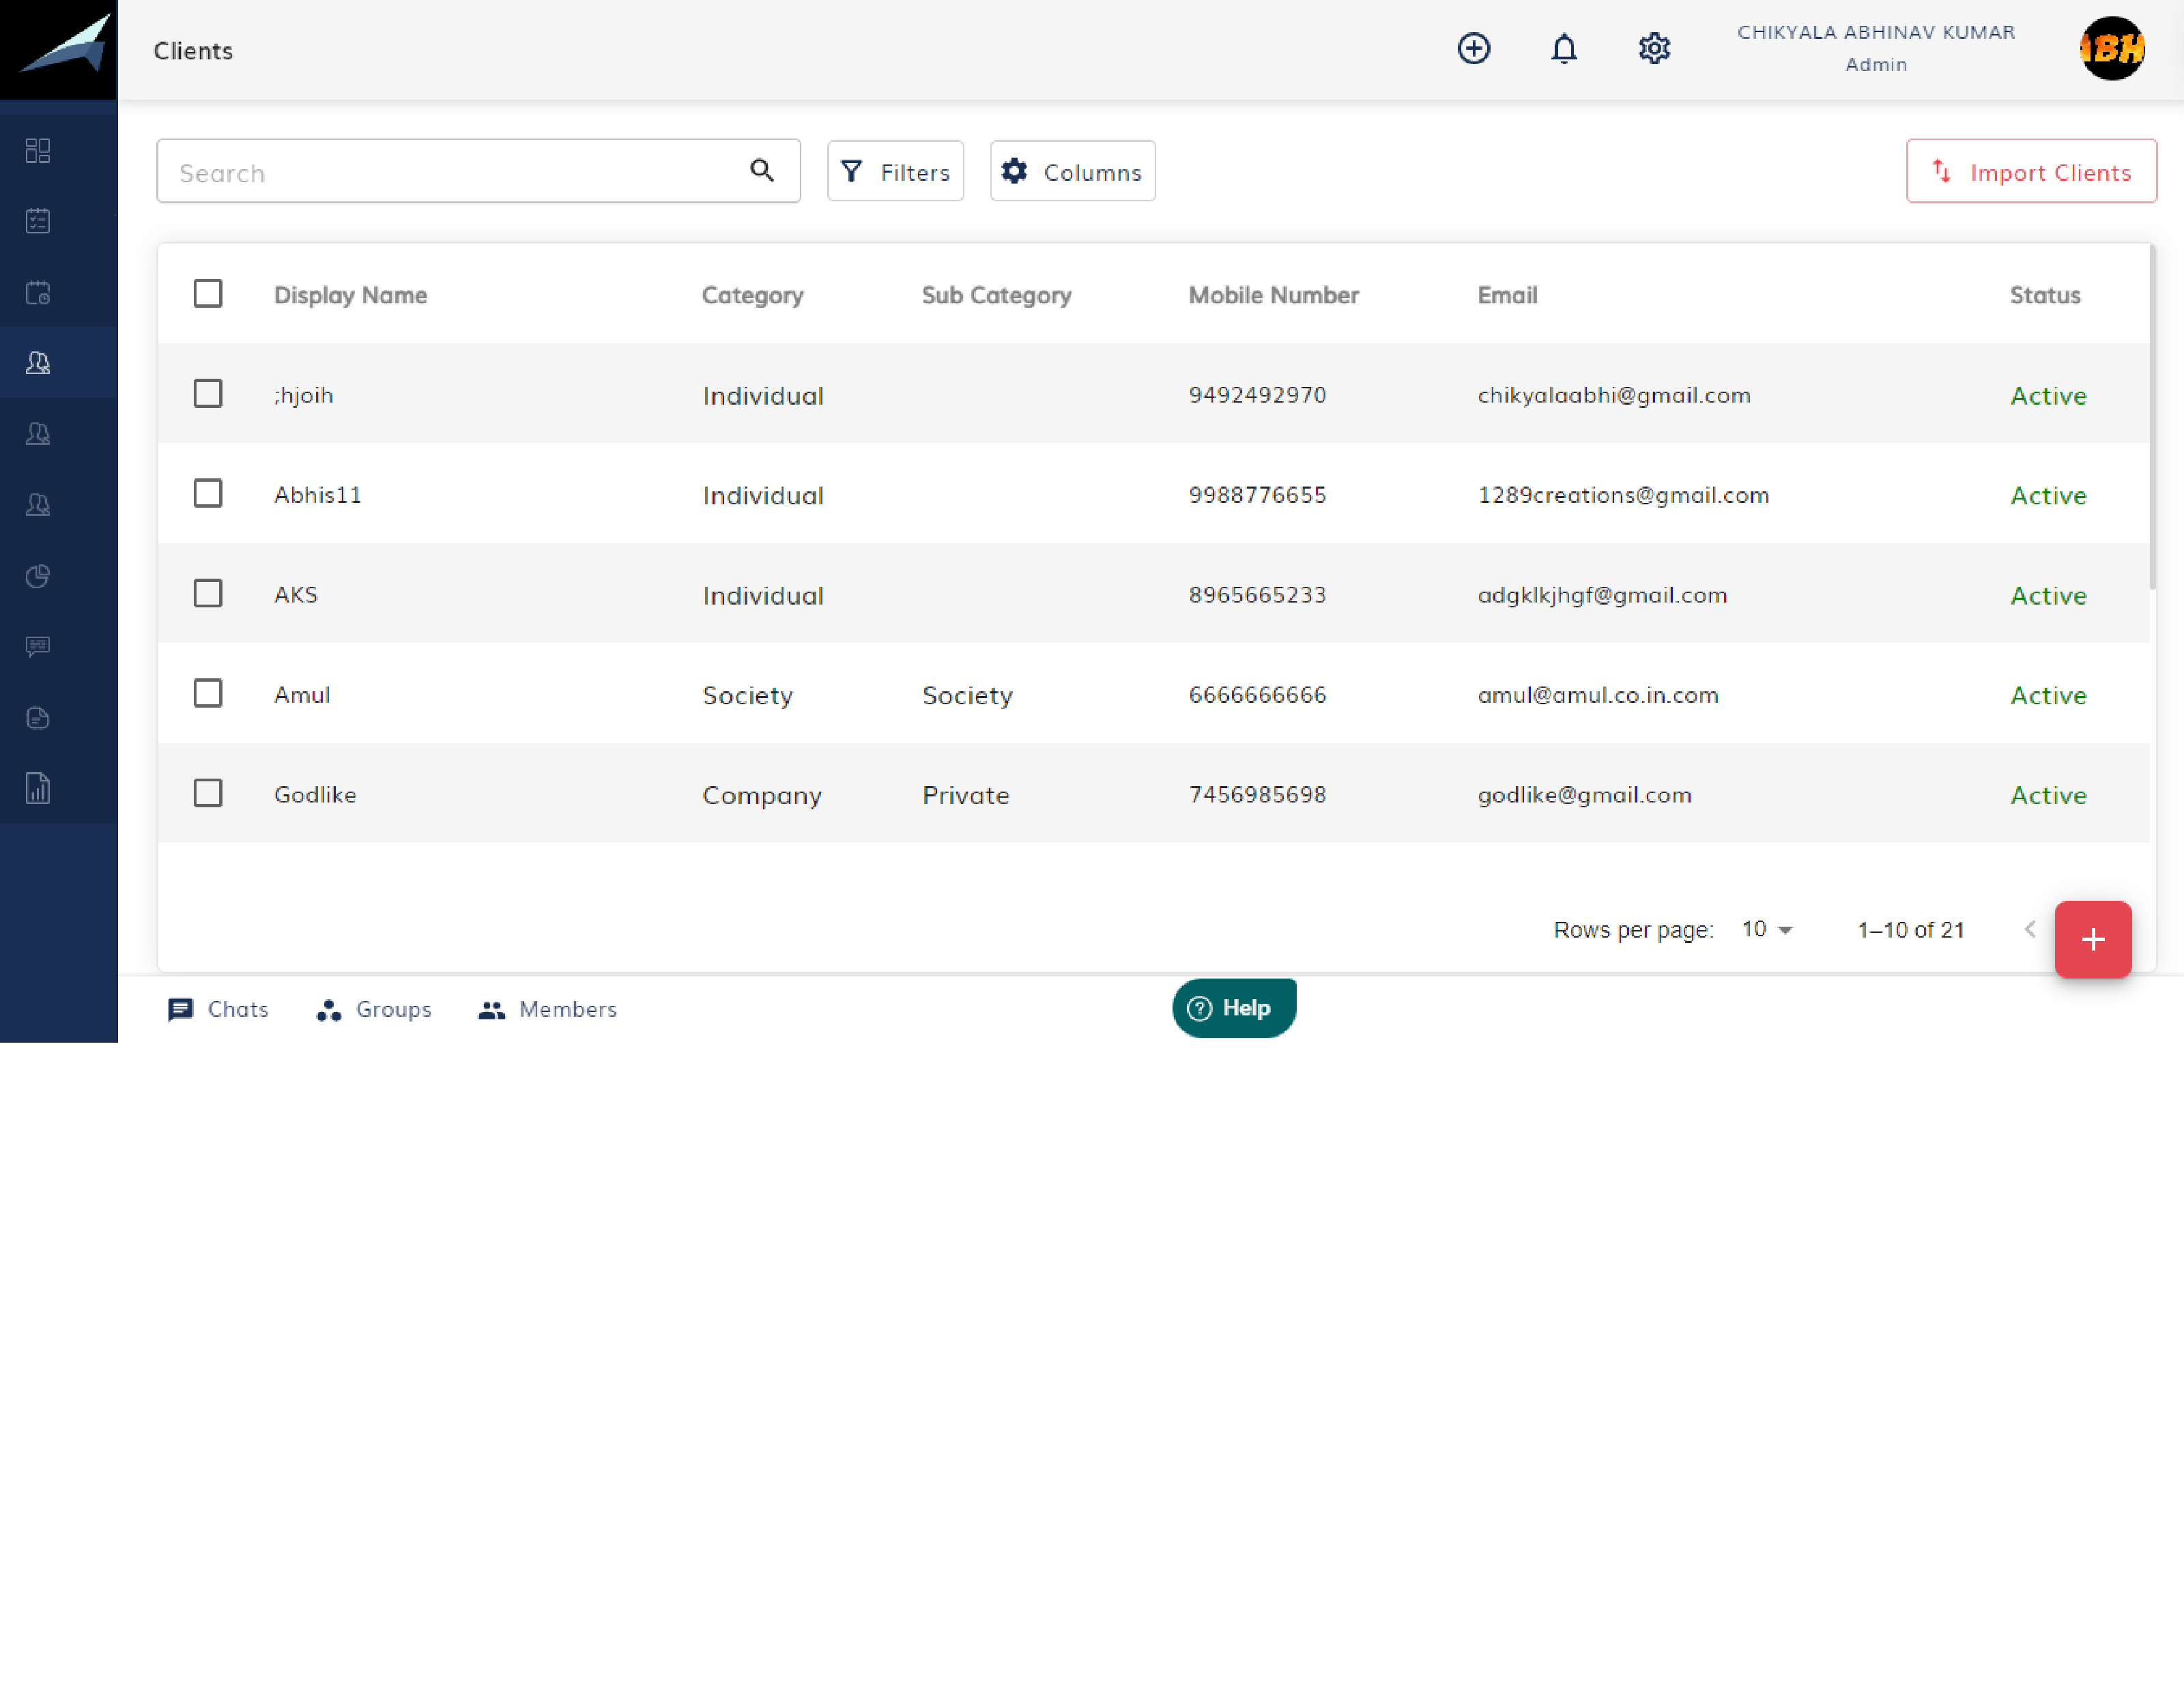 Clients
CHIKYALA ABHINAV KUMAR
Admin
ABH
Search
Filters
Columns
Import Clients
Display Name Category Sub Category Mobile Number Email Status
;hjoih Individual 9492492970 chikyalaabhi@gmail.com Active
Abhis11 Individual 9988776655 1289creations@gmail.com Active
AKS Individual 8965665233 adgklkjhgf@gmail.com Active
Amul Society Society 6666666666 amul@amul.co.in.com Active
Godlike Company Private 7456985698 godlike@gmail.com Active
Rows per page: 10 1–10 of 21
Chats Groups Members Help